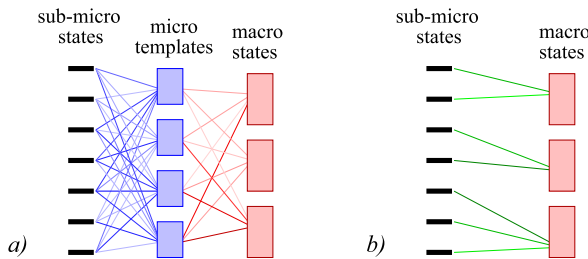 sub-micro
states
micro
templates
macro
states
a)
sub-micro
states
macro
states
b)